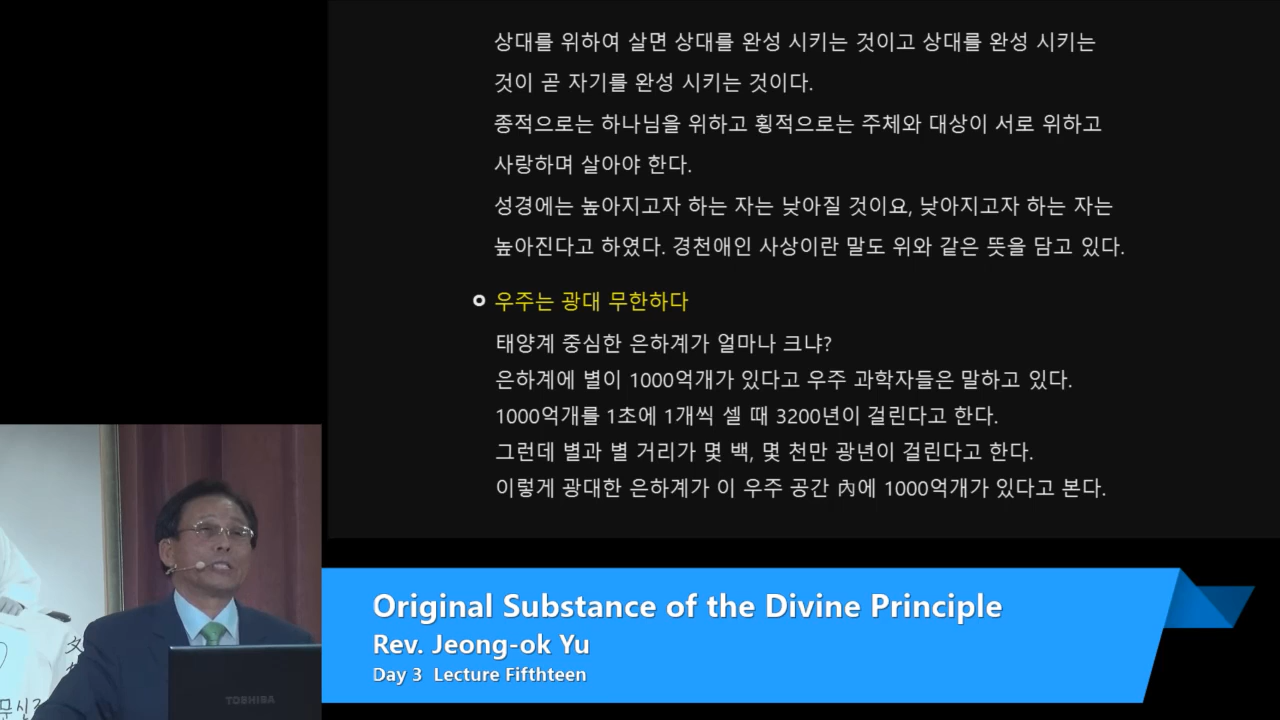 상대를 위하여 살면 상대를 완성 시키는 것이고 상대를 완성 시키는
것이 곧 자기를 완성 시키는 것이다.
종적으로는 하나님을 위하고 횡적으로는 주체와 대상이 서로 위하고
사랑하며 살아야 한다.
성경에는 높아지고자 하는 자는 낮아질 것이요, 낮아지고자 하는 자는
높아진다고 하였다. 경천애인 사상이란 말도 위와 같은 뜻을 담고 있다.
우주는 광대 무한하다
태양계 중심한 은하계가 얼마나 크냐?
은하계에 별이 1000억개가 있다고 우주 과학자들은 말하고 있다.
1000억개를 1초에 1개씩 셀 때 3200년이 걸린다고 한다.
그런데 별과 별 거리가 몇 백, 몇 천만 광년이 걸린다고 한다.
이렇게 광대한 은하계가 이 우주 공간 內에 1000억개가 있다고 본다.
Original Substance of the Divine Principle
Rev. Jeong-ok Yu
Day 3 Lecture Fifthteen
TOSHIBA
문신